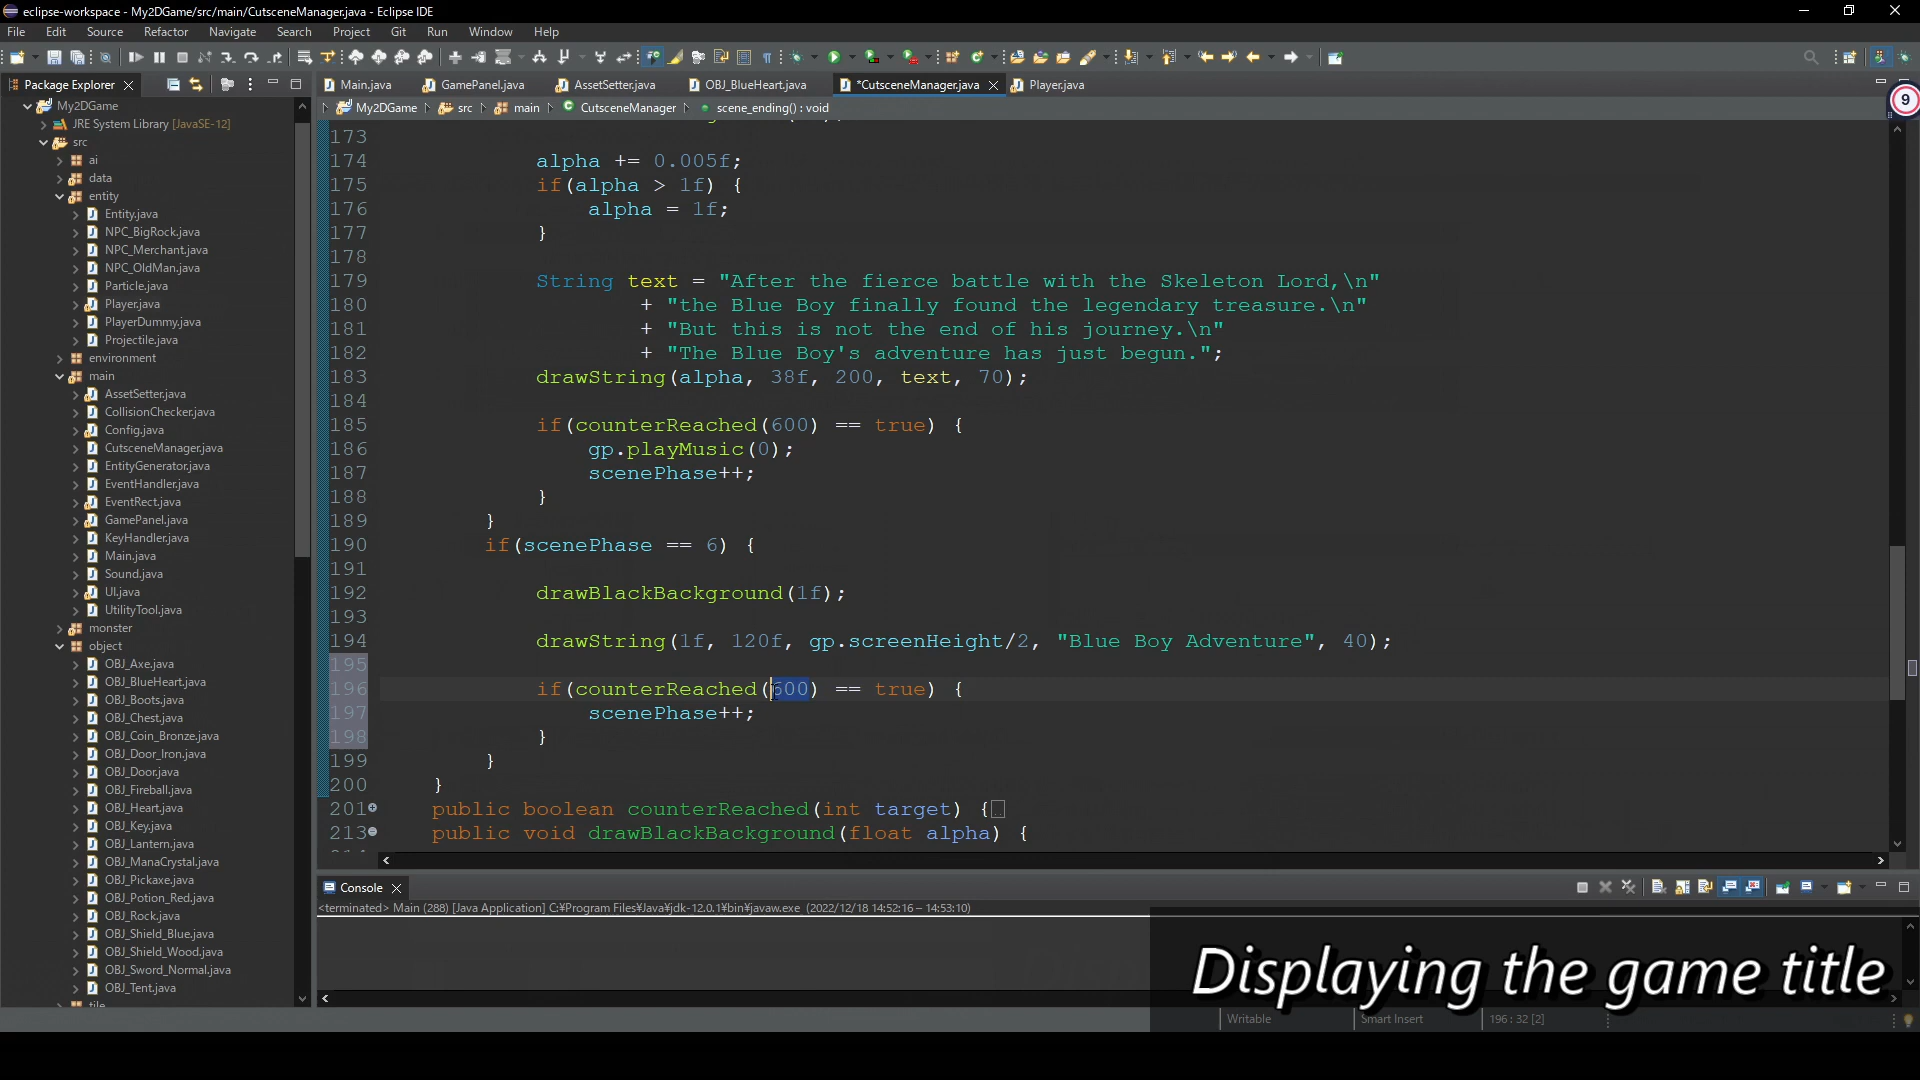 eclipse-workspace - My2DGame/src/main/CutsceneManager.java - Eclipse IDE
File Edit Source Refactor Navigate Search Project Git Run Window Help
Package Explorer
Main.java GamePanel.java AssetSetter.java OBJ_BlueHeart.java *CutsceneManager.java Player.java
My2DGame src main CutsceneManager scene_ending() : void
9
My2DGame
JRE System Library [JavaSE-12]
src
ai
data
entity
Entity.java
NPC_BigRock.java
NPC_Merchant.java
NPC_OldMan.java
Particle.java
Player.java
PlayerDummy.java
Projectile.java
environment
main
AssetSetter.java
CollisionChecker.java
Config.java
CutsceneManager.java
EntityGenerator.java
EventHandler.java
EventRect.java
GamePanel.java
KeyHandler.java
Main.java
Sound.java
UI.java
UtilityTool.java
monster
object
OBJ_Axe.java
OBJ_BlueHeart.java
OBJ_Boots.java
OBJ_Chest.java
OBJ_Coin_Bronze.java
OBJ_Door_Iron.java
OBJ_Door.java
OBJ_Fireball.java
OBJ_Heart.java
OBJ_Key.java
OBJ_Lantern.java
OBJ_ManaCrystal.java
OBJ_Pickaxe.java
OBJ_Potion_Red.java
OBJ_Rock.java
OBJ_Shield_Blue.java
OBJ_Shield_Wood.java
OBJ_Sword_Normal.java
OBJ_Tent.java
tile
173
174 alpha += 0.005f;
175 if(alpha > 1f) {
176 alpha = 1f;
177 }
178
179 String text = "After the fierce battle with the Skeleton Lord,\n"
180 + "the Blue Boy finally found the legendary treasure.\n"
181 + "But this is not the end of his journey.\n"
182 + "The Blue Boy's adventure has just begun.";
183 drawString(alpha, 38f, 200, text, 70);
184
185 if(counterReached(600) == true) {
186 gp.playMusic(0);
187 scenePhase++;
188 }
189 }
190 if(scenePhase == 6) {
191
192 drawBlackBackground(1f);
193
194 drawString(1f, 120f, gp.screenHeight/2, "Blue Boy Adventure", 40);
195
196 if(counterReached(600) == true) {
197 scenePhase++;
198 }
199 }
200 }
201 public boolean counterReached(int target) {
213 public void drawBlackBackground(float alpha) {
Console
<terminated> Main (288) [Java Application] C:¥Program Files¥Java¥jdk-12.0.1¥bin¥javaw.exe (2022/12/18 14:52:16 – 14:53:10)
Displaying the game title
Writable Smart Insert 196 : 32 [2]